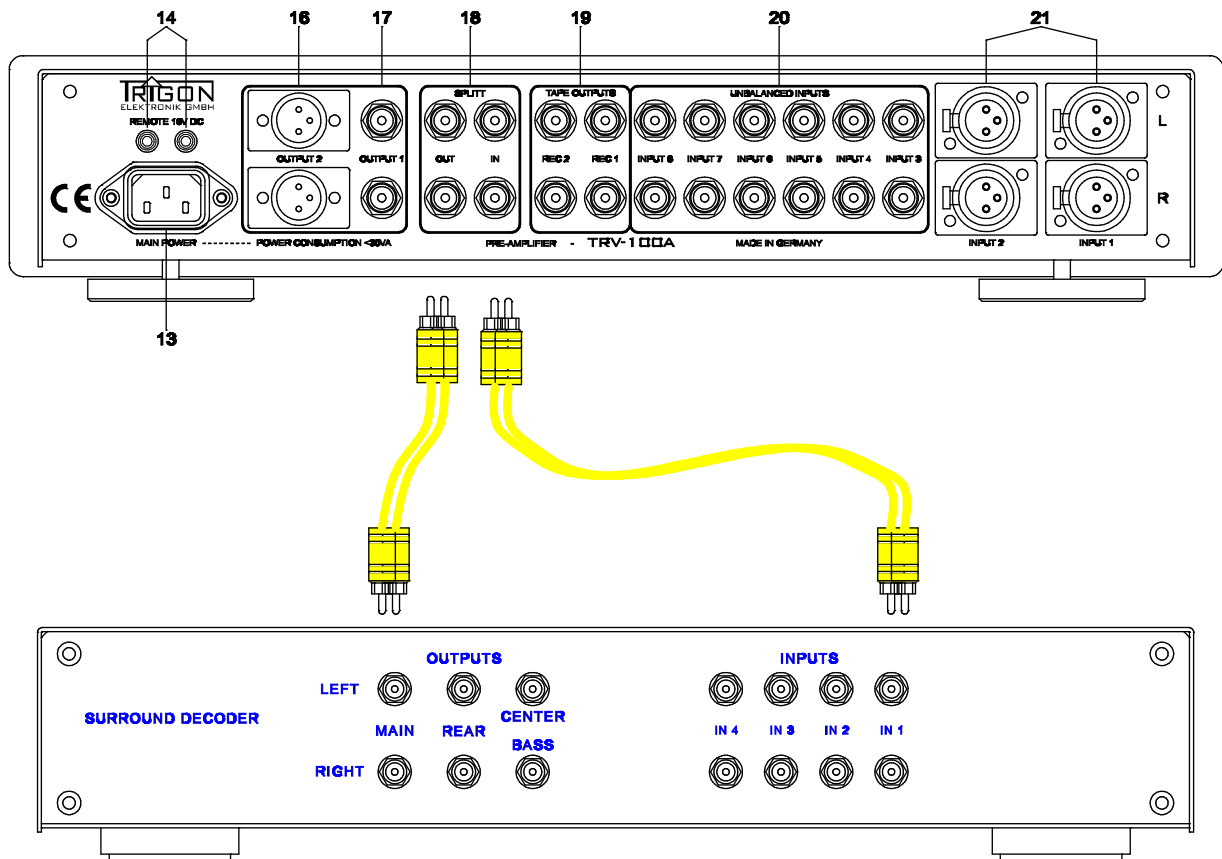 14 16 17 18 19 20 21
TRIGON
ELEKTRONIK GMBH
REMOTE 16V DC
SPLITT
TAPE OUTPUTS
UNBALANCED INPUTS
L
OUTPUT 2 OUTPUT 1 OUT IN REC 2 REC 1 INPUT 8 INPUT 7 INPUT 6 INPUT 5 INPUT 4 INPUT 3
CE
R
INPUT 2 INPUT 1
MAIN POWER -------- POWER CONSUMPTION <30VA PRE-AMPLIFIER - TRV-100A MADE IN GERMANY
13
OUTPUTS INPUTS
LEFT
SURROUND DECODER
MAIN REAR CENTER IN 4 IN 3 IN 2 IN 1
BASS
RIGHT